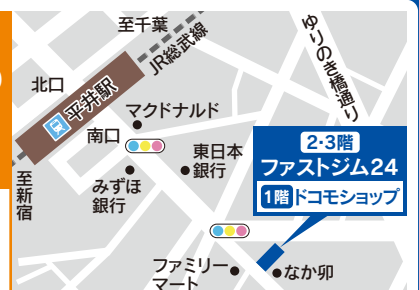 至千葉
JR総武線
ゆりのき橋通り
北口
平井駅
マクドナルド
南口
東日本
銀行
みずほ
銀行
至新宿
2・3階
ファストジム24
1階ドコモショップ
ファミリー
マート
なか卯